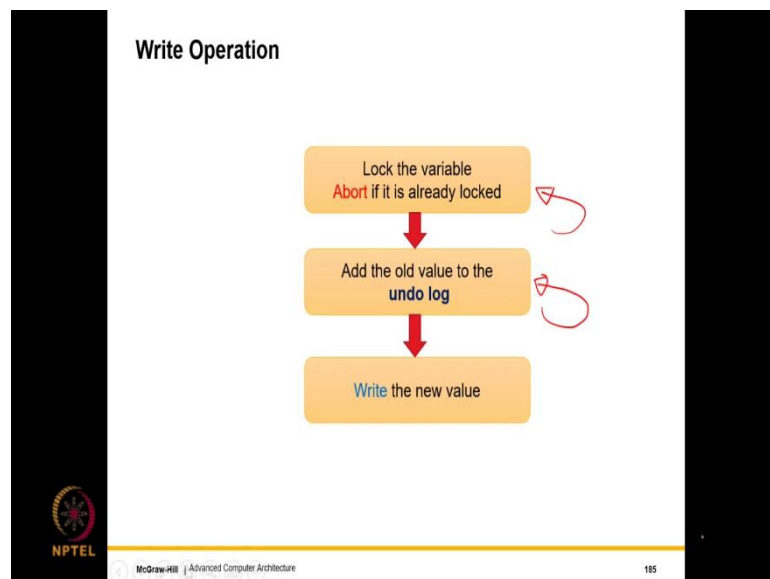 Write Operation
Lock the variable
Abort if it is already locked
Add the old value to the
undo log
Write the new value
NPTEL
McGraw-Hill | Advanced Computer Architecture
185